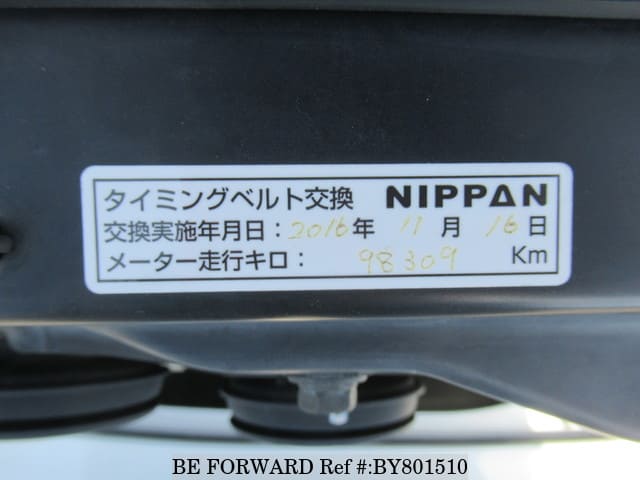 タイミングベルト交換 NIPPAN
交換実施年月日：2016年 11月 16日
メーター走行キロ： 98309 Km
BE FORWARD Ref #:BY801510